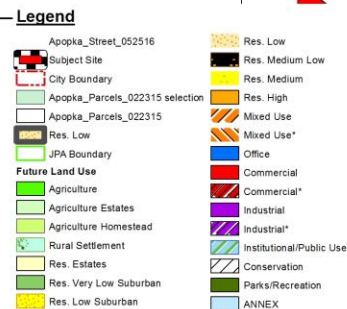 Legend
Apopka_Street_052516
Subject Site
City Boundary
Apopka_Parcels_022315 selection
Apopka_Parcels_022315
Res. Low
JPA Boundary
Future Land Use
Agriculture
Agriculture Estates
Agriculture Homestead
Rural Settlement
Res. Estates
Res. Very Low Suburban
Res. Low Suburban
Res. Low
Res. Medium Low
Res. Medium
Res. High
Mixed Use
Mixed Use*
Office
Commercial
Commercial*
Industrial
Industrial*
Institutional/Public Use
Conservation
Parks/Recreation
ANNEX